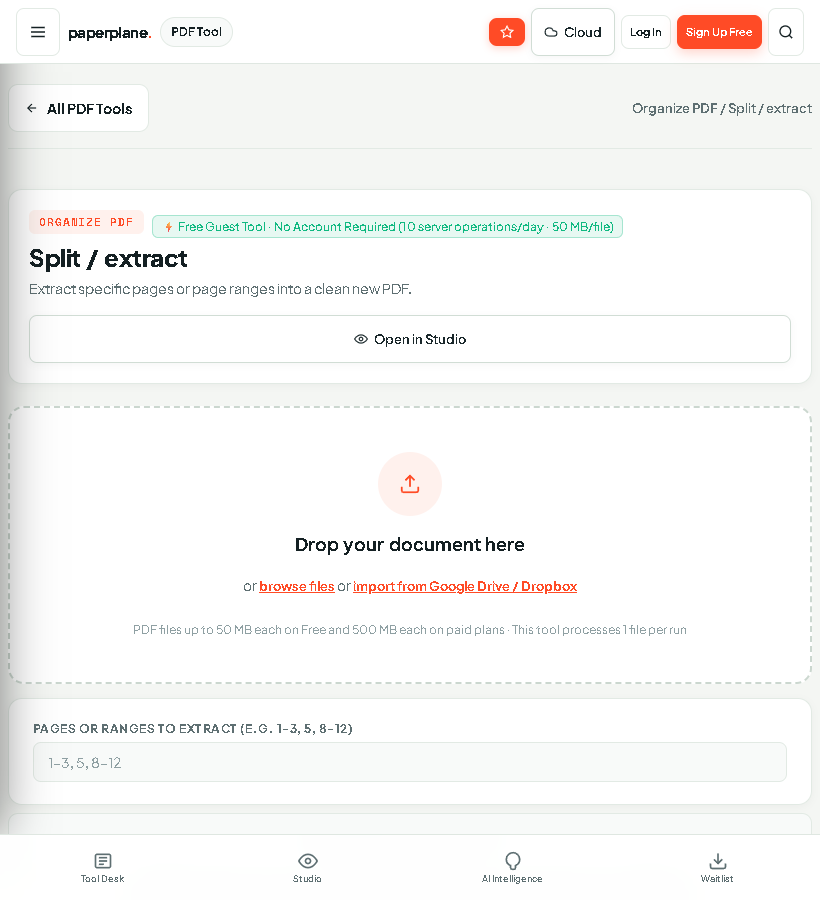 paperplane.
PDF Tool
Cloud
Log In
Sign Up Free
All PDF Tools
Organize PDF / Split / extract
ORGANIZE PDF
Free Guest Tool · No Account Required (10 server operations/day · 50 MB/file)
Split / extract
Extract specific pages or page ranges into a clean new PDF.
Open in Studio
Drop your document here
or browse files or import from Google Drive / Dropbox
PDF files up to 50 MB each on Free and 500 MB each on paid plans · This tool processes 1 file per run
PAGES OR RANGES TO EXTRACT (E.G. 1-3, 5, 8-12)
1-3, 5, 8-12
Tool Desk
Studio
AI Intelligence
Waitlist